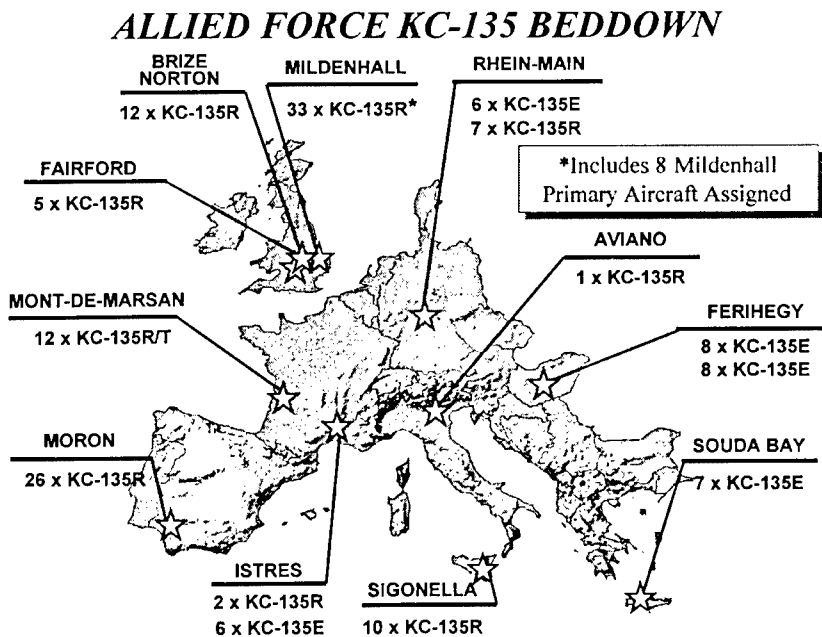 ALLIED FORCE KC-135 BEDDOWN
BRIZE
NORTON
12 x KC-135R
MILDENHALL
33 x KC-135R*
RHEIN-MAIN
6 x KC-135E
7 x KC-135R
*Includes 8 Mildenhall
Primary Aircraft Assigned
FAIRFORD
5 x KC-135R
AVIANO
1 x KC-135R
MONT-DE-MARSAN
12 x KC-135R/T
FERIHEGY
8 x KC-135E
8 x KC-135E
MORON
26 x KC-135R
SOUDA BAY
7 x KC-135E
ISTRES
2 x KC-135R
6 x KC-135E
SIGONELLA
10 x KC-135R